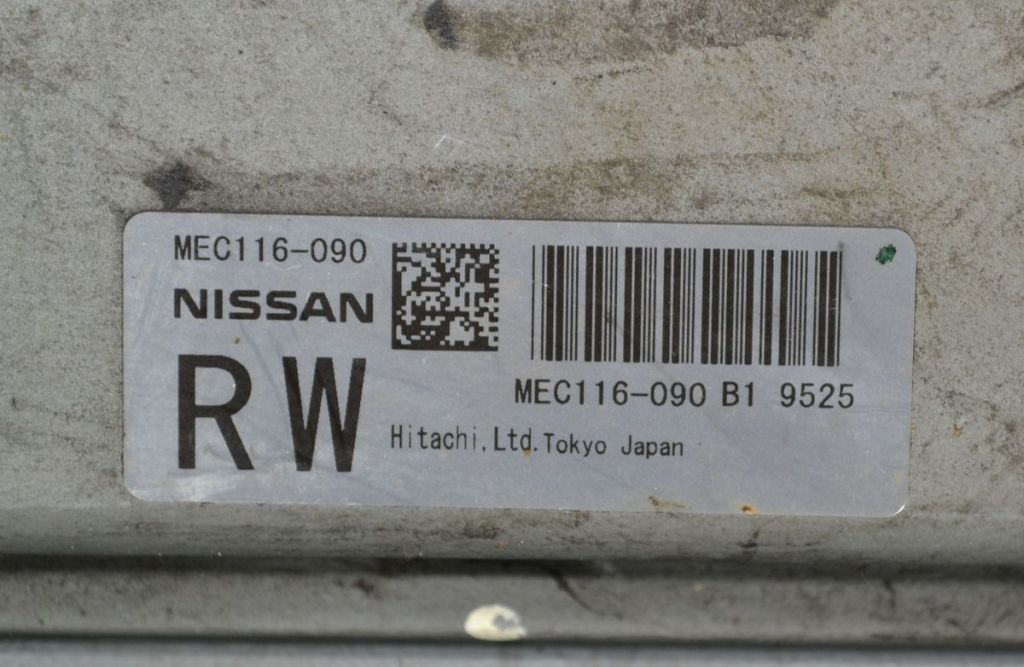 MEC116-090
NISSAN
RW
MEC116-090 B1 9525
Hitachi,Ltd.Tokyo Japan